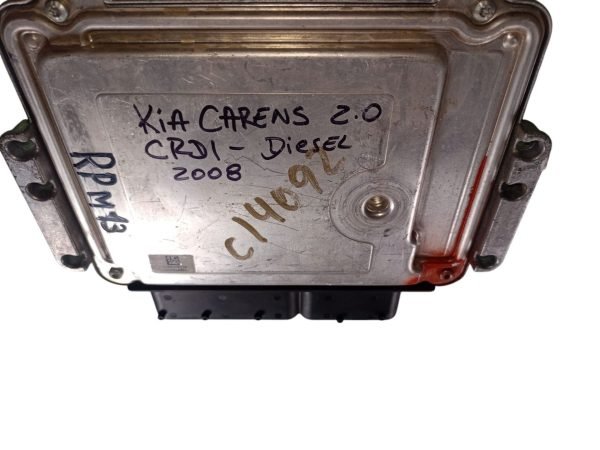 KiA CARENS 2.0
CRDI - DiESEL
2008
C14092
RPM13